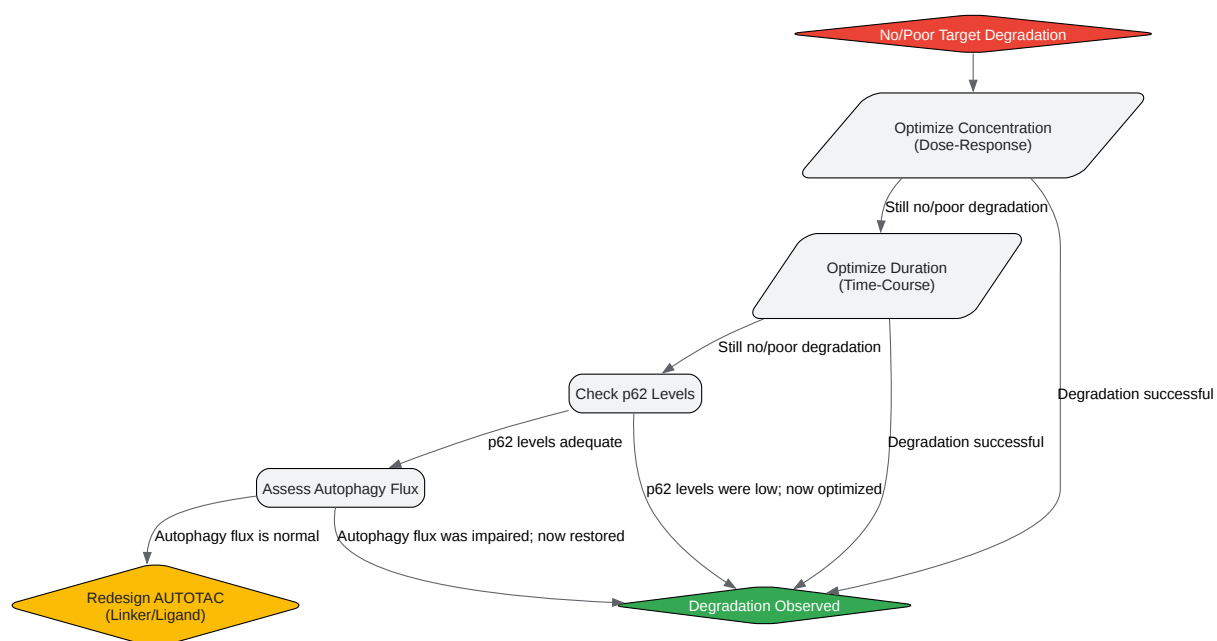 No/Poor Target Degradation
Optimize Concentration
(Dose-Response)
Still no/poor degradation
Optimize Duration
(Time-Course)
Still no/poor degradation
Check p62 Levels
Degradation successful
p62 levels adequate
Degradation successful
Assess Autophagy Flux
p62 levels were low; now optimized
Autophagy flux is normal
Autophagy flux was impaired; now restored
Redesign AUTOTAC
(Linker/Ligand)
Degradation Observed